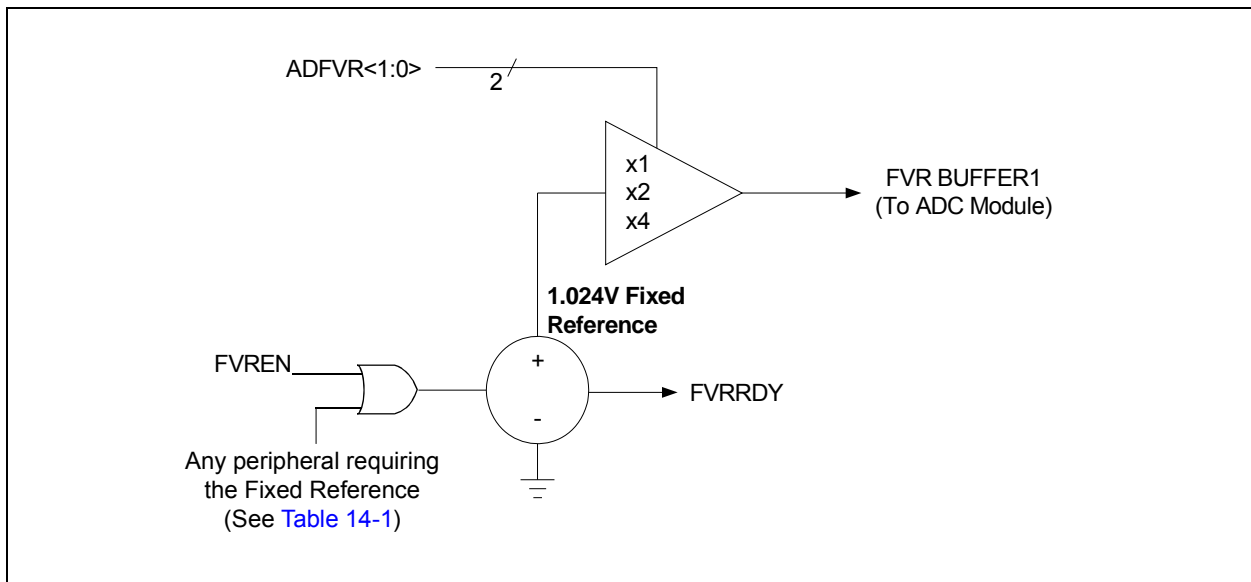 ADFVR<1:0>
2
x1
x2
x4
FVR BUFFER1
(To ADC Module)
1.024V Fixed
Reference
FVREN
+
-
FVRRDY
Any peripheral requiring
the Fixed Reference
(See Table 14-1)